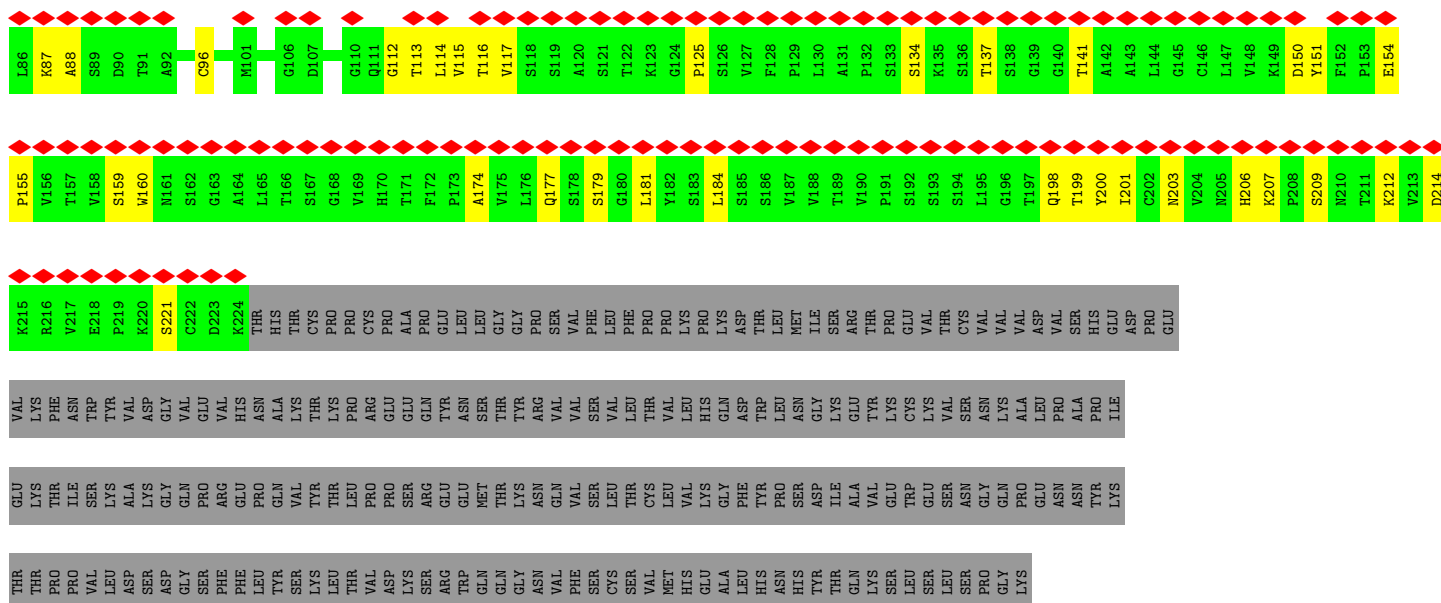 L86 K87 A88 S89 D90 T91 A92 C96 M101 G106 D107 G110 Q111 G112 T113 L114 V115 T116 V117 S118 S119 A120 S121 T122 K123 G124 P125 S126 V127 F128 P129 L130 A131 P132 S133 S134 K135 S136 T137 S138 G139 G140 T141 A142 A143 L144 G145 C146 L147 V148 K149 D150 Y151 F152 P153 E154
P155 V156 T157 V158 S159 W160 N161 S162 G163 A164 L165 T166 S167 G168 V169 H170 T171 F172 P173 A174 V175 L176 Q177 S178 S179 G180 L181 Y182 S183 L184 S185 S186 V187 V188 T189 V190 P191 S192 S193 S194 L195 G196 T197 Q198 T199 Y200 I201 C202 N203 V204 N205 H206 K207 P208 S209 N210 T211 K212 V213 D214
K215 R216 V217 E218 P219 K220 S221 C222 D223 K224 THR HIS THR CYS PRO PRO CYS PRO ALA PRO GLU LEU LEU GLY GLY PRO SER VAL PHE LEU PHE PRO PRO LYS PRO LYS ASP THR LEU MET ILE SER ARG THR PRO GLU VAL THR CYS VAL VAL VAL ASP VAL SER HIS GLU ASP PRO GLU
VAL LYS PHE ASN TRP TYR VAL ASP GLY VAL GLU VAL HIS ASN ALA LYS THR LYS PRO ARG GLU GLU GLN TYR ASN SER THR TYR ARG VAL VAL SER VAL LEU THR VAL LEU HIS GLN ASP TRP LEU ASN GLY LYS GLU TYR LYS CYS LYS VAL SER ASN LYS ALA LEU PRO ALA PRO ILE
GLU LYS THR ILE SER LYS ALA LYS GLY GLN PRO ARG GLU PRO GLN VAL TYR THR LEU PRO PRO SER ARG GLU GLU MET THR LYS ASN GLN VAL SER LEU THR CYS LEU VAL LYS GLY PHE TYR PRO SER ASP ILE ALA VAL GLU TRP GLU SER ASN GLY GLN PRO GLU ASN ASN TYR LYS
THR THR PRO PRO VAL LEU ASP SER ASP GLY SER PHE PHE LEU TYR SER LYS LEU THR VAL ASP LYS SER ARG TRP GLN GLN GLY ASN VAL PHE SER CYS SER VAL MET HIS GLU ALA LEU HIS ASN HIS TYR THR GLN LYS SER LEU SER LEU SER PRO GLY LYS